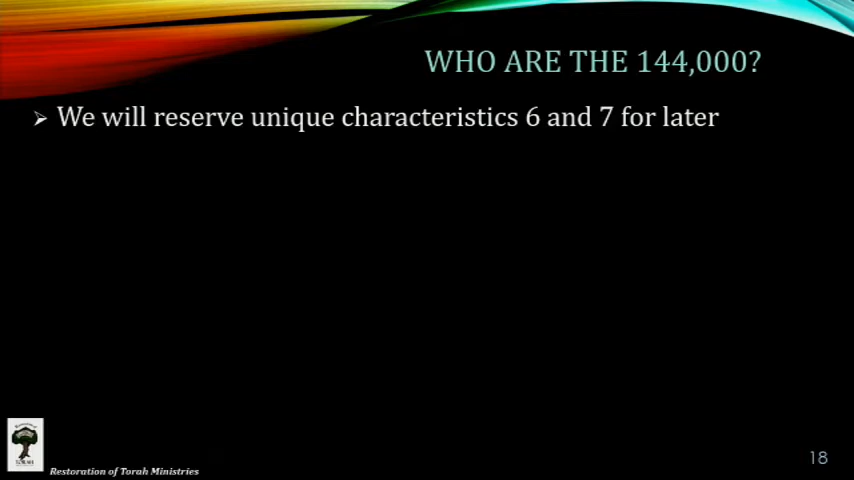 WHO ARE THE 144,000?
➢ We will reserve unique characteristics 6 and 7 for later
TORAH
Restoration of Torah Ministries
18